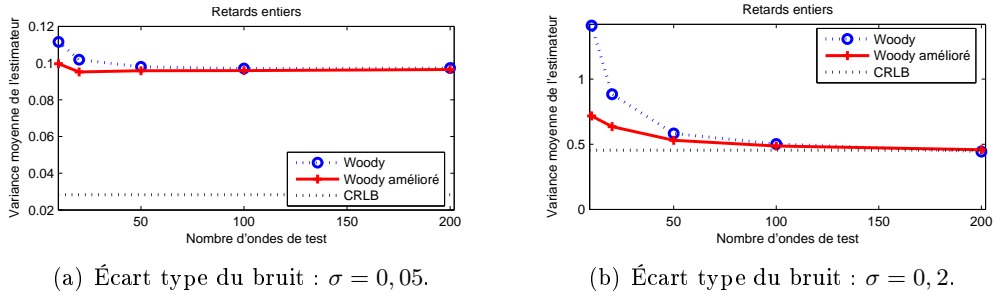 Retards entiers
Variance moyenne de l'estimateur
0.12
0.1
0.08
0.06
0.04
0.02
Woody
Woody amélioré
CRLB
50
100
150
200
Nombre d'ondes de test
(a) Écart type du bruit : σ = 0, 05.
Retards entiers
Variance moyenne de l'estimateur
1
0.5
0
Woody
Woody amélioré
CRLB
50
100
150
200
Nombre d'ondes de test
(b) Écart type du bruit : σ = 0, 2.